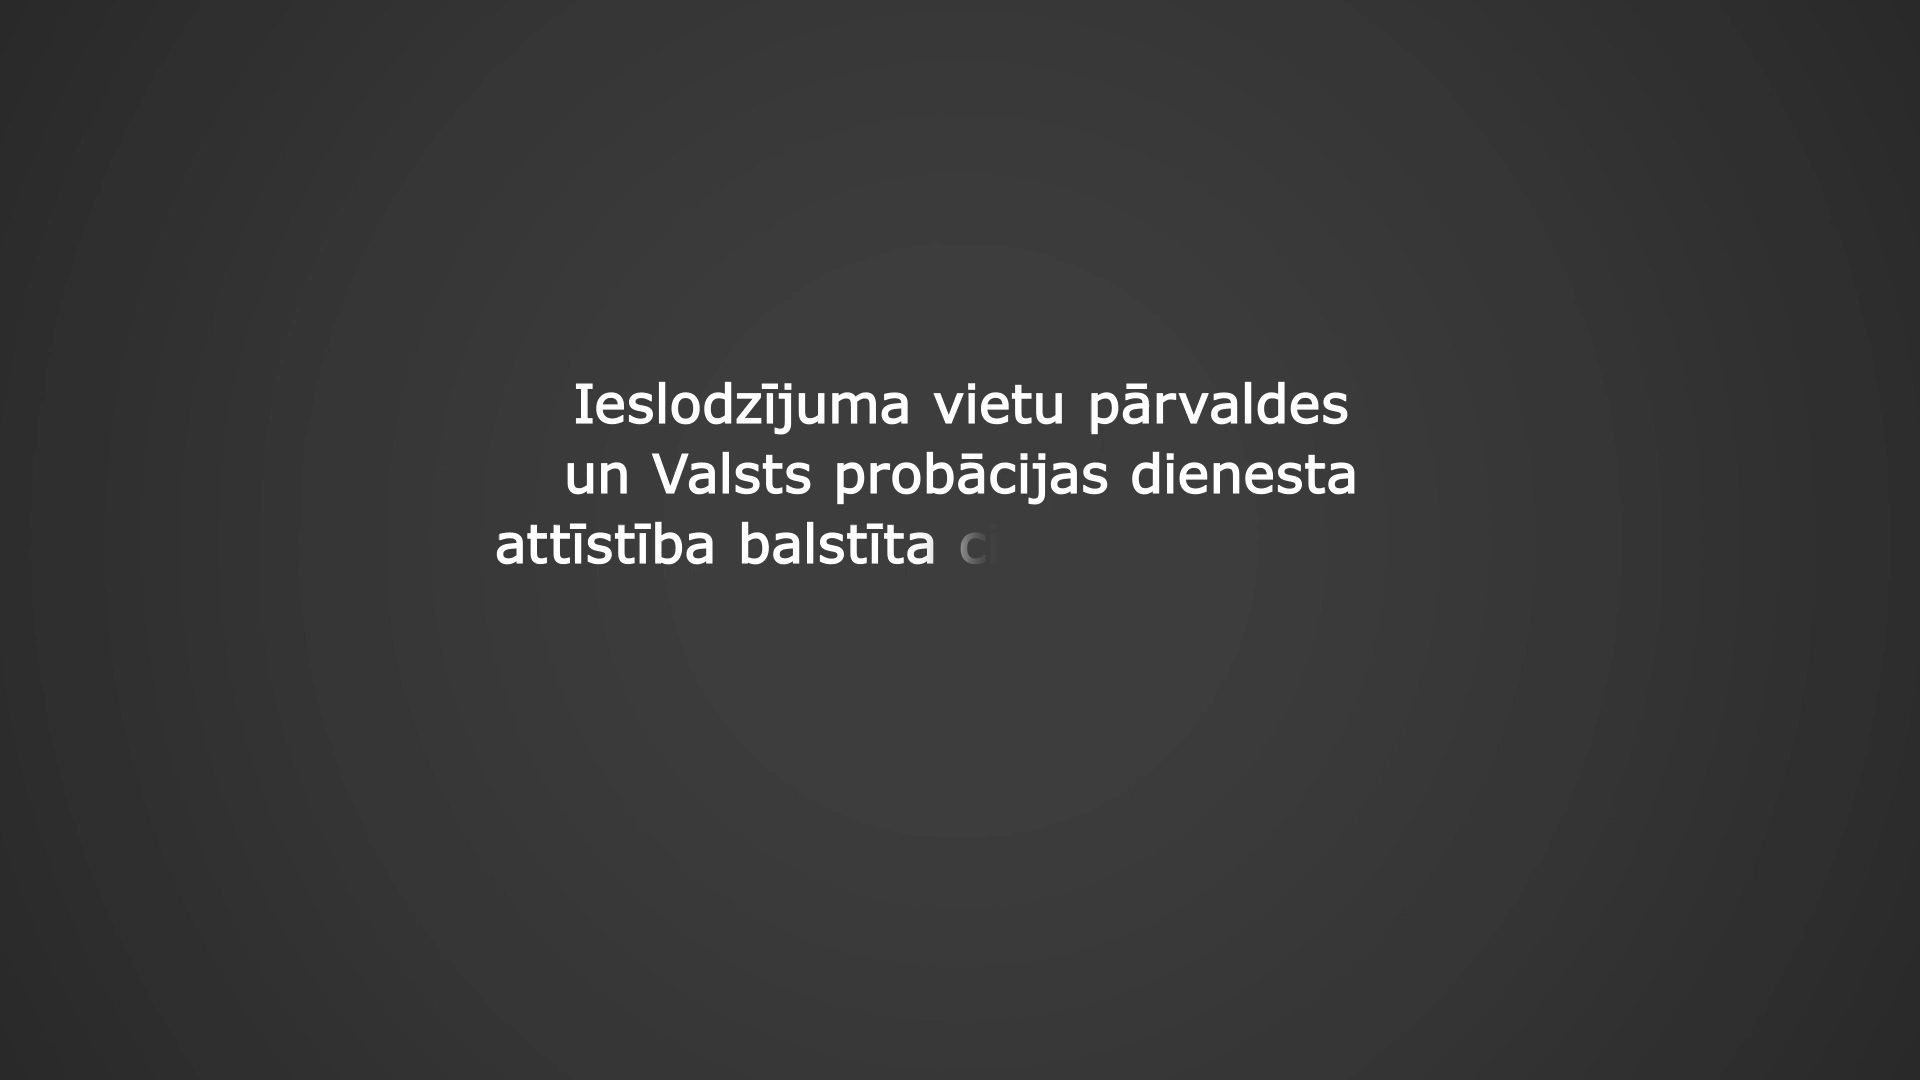 Ieslodzījuma vietu pārvaldes
un Valsts probācijas dienesta
attīstība balstīta